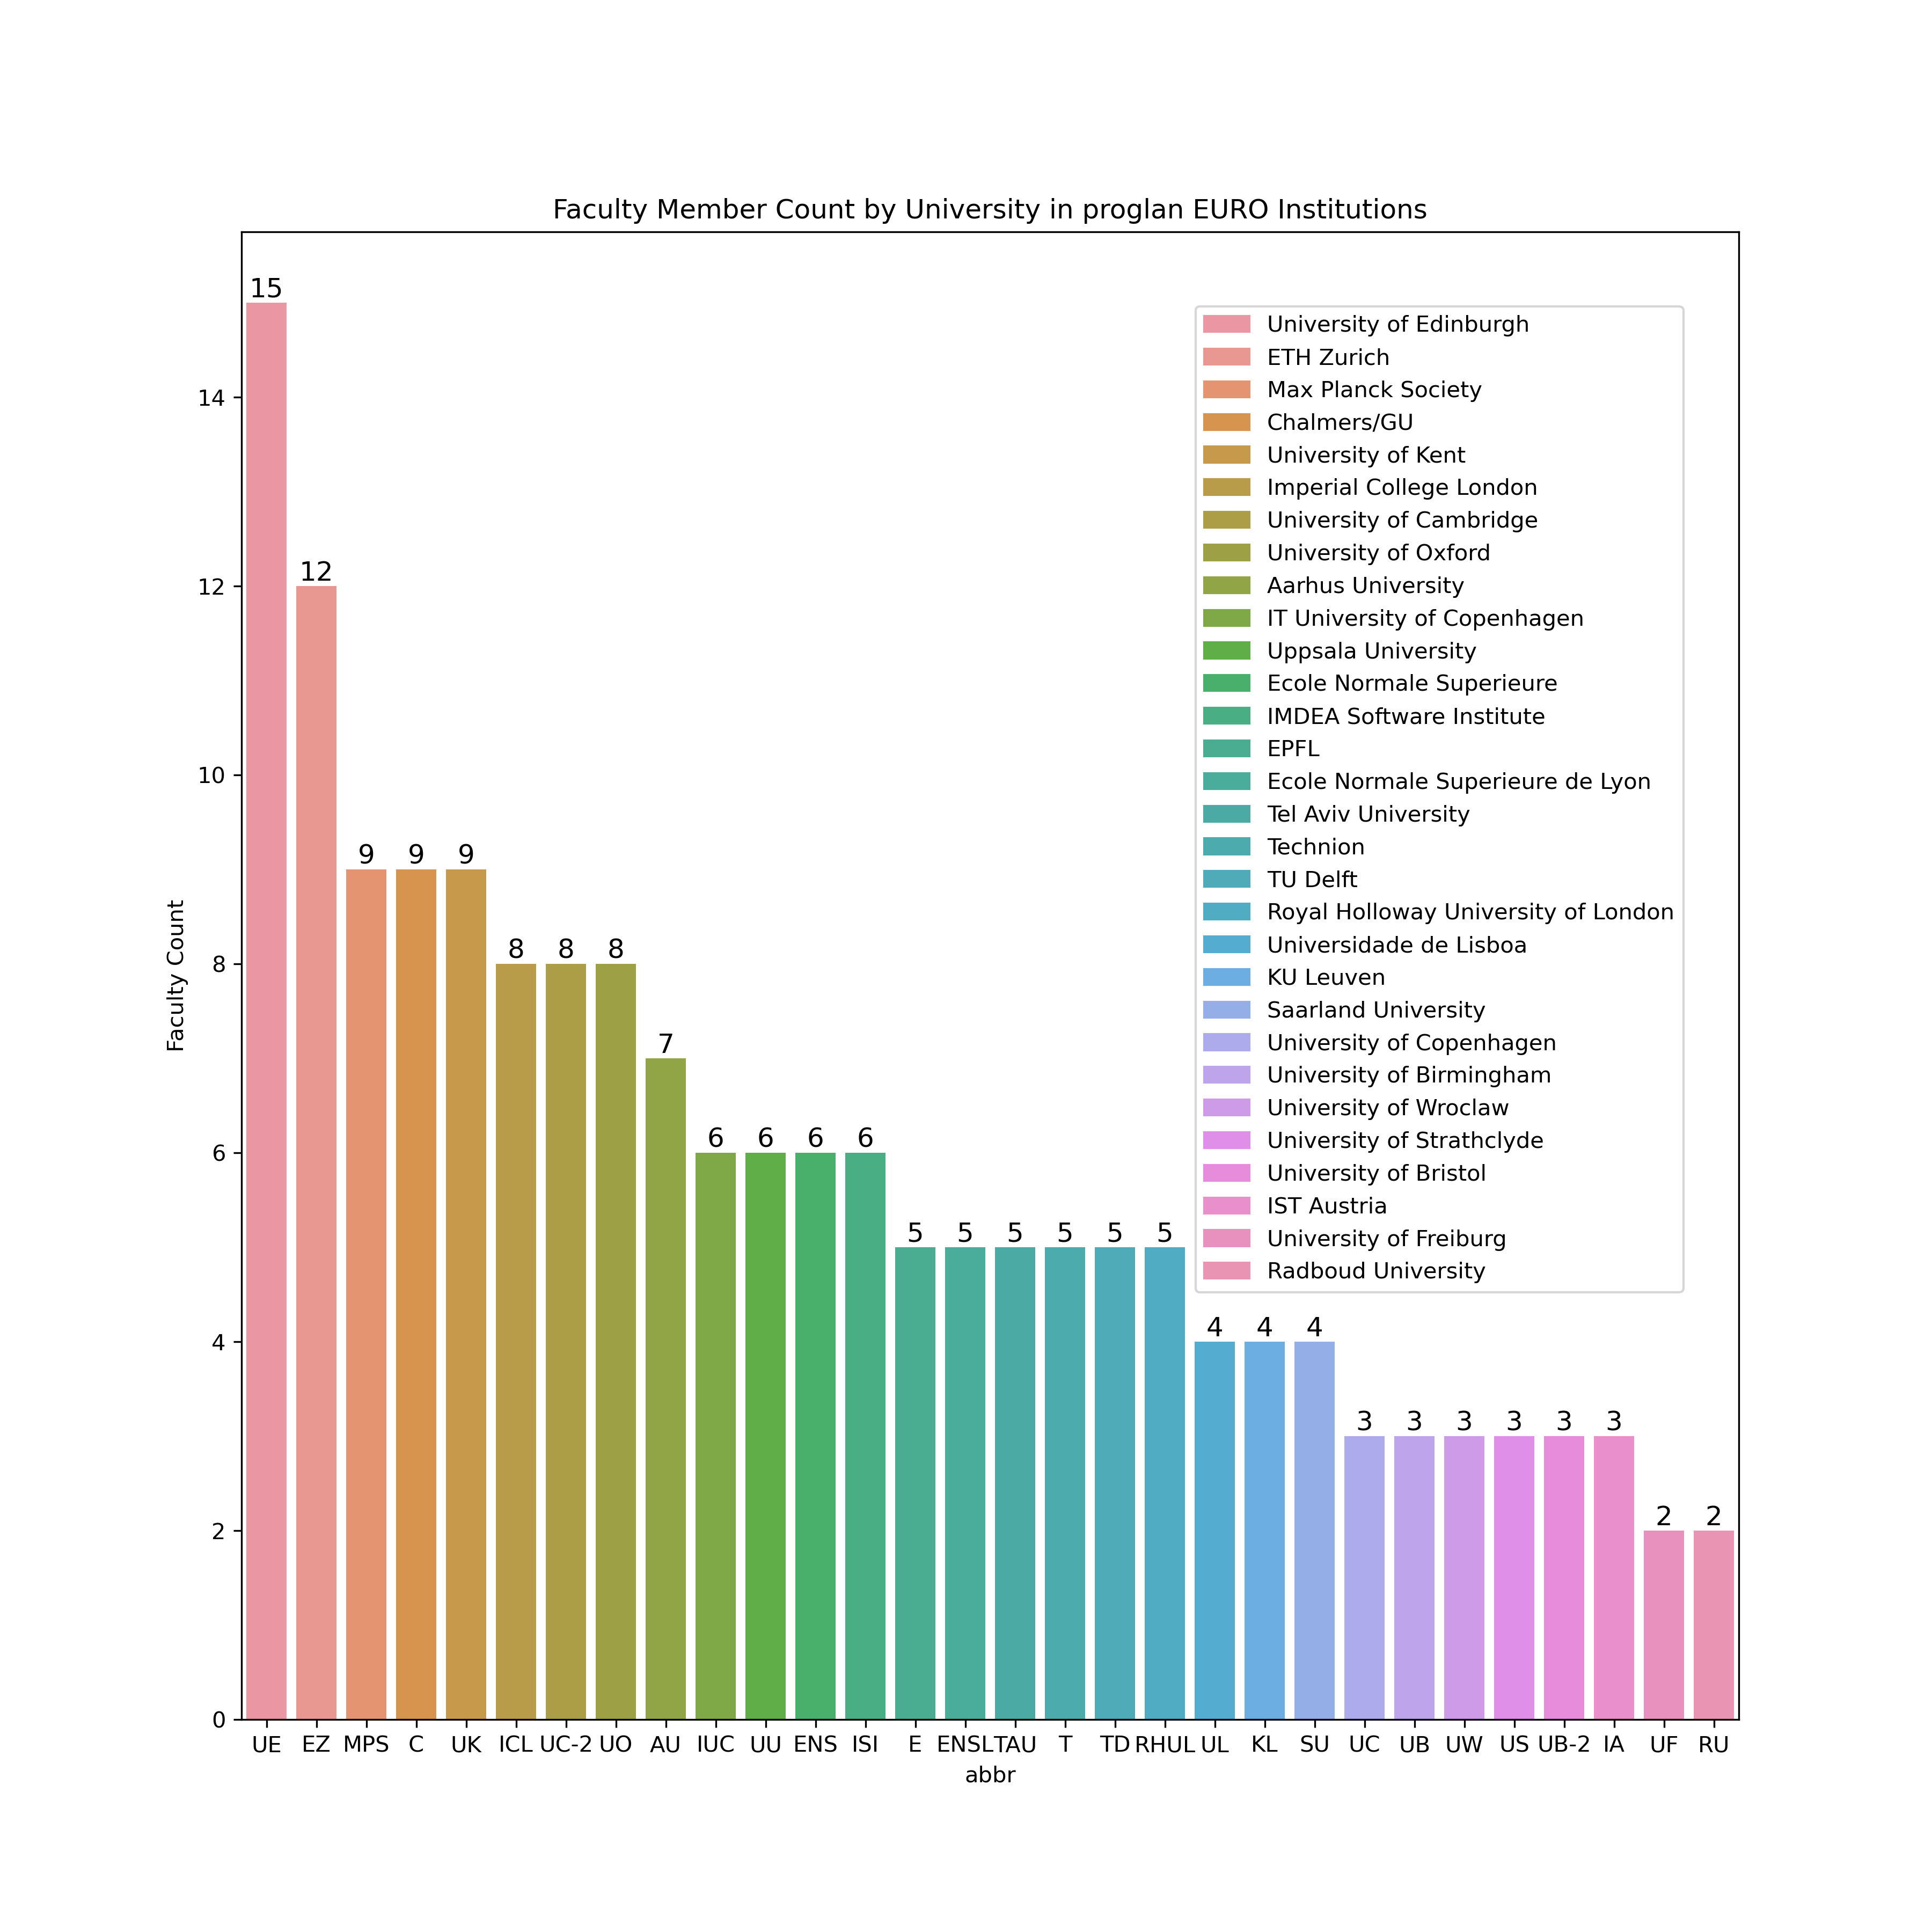 Faculty Member Count by University in proglan EURO Institutions
15
12
9 9 9
8 8 8
7
6 6 6 6
5 5 5 5 5 5
4 4 4
3 3 3 3 3 3
2 2
University of Edinburgh
ETH Zurich
Max Planck Society
Chalmers/GU
University of Kent
Imperial College London
University of Cambridge
University of Oxford
Aarhus University
IT University of Copenhagen
Uppsala University
Ecole Normale Superieure
IMDEA Software Institute
EPFL
Ecole Normale Superieure de Lyon
Tel Aviv University
Technion
TU Delft
Royal Holloway University of London
Universidade de Lisboa
KU Leuven
Saarland University
University of Copenhagen
University of Birmingham
University of Wroclaw
University of Strathclyde
University of Bristol
IST Austria
University of Freiburg
Radboud University
Faculty Count
14
12
10
8
6
4
2
0
UE EZ MPS C UK ICL UC-2 UO AU IUC UU ENS ISI E ENSL TAU T TD RHUL UL KL SU UC UB UW US UB-2 IA UF RU
abbr